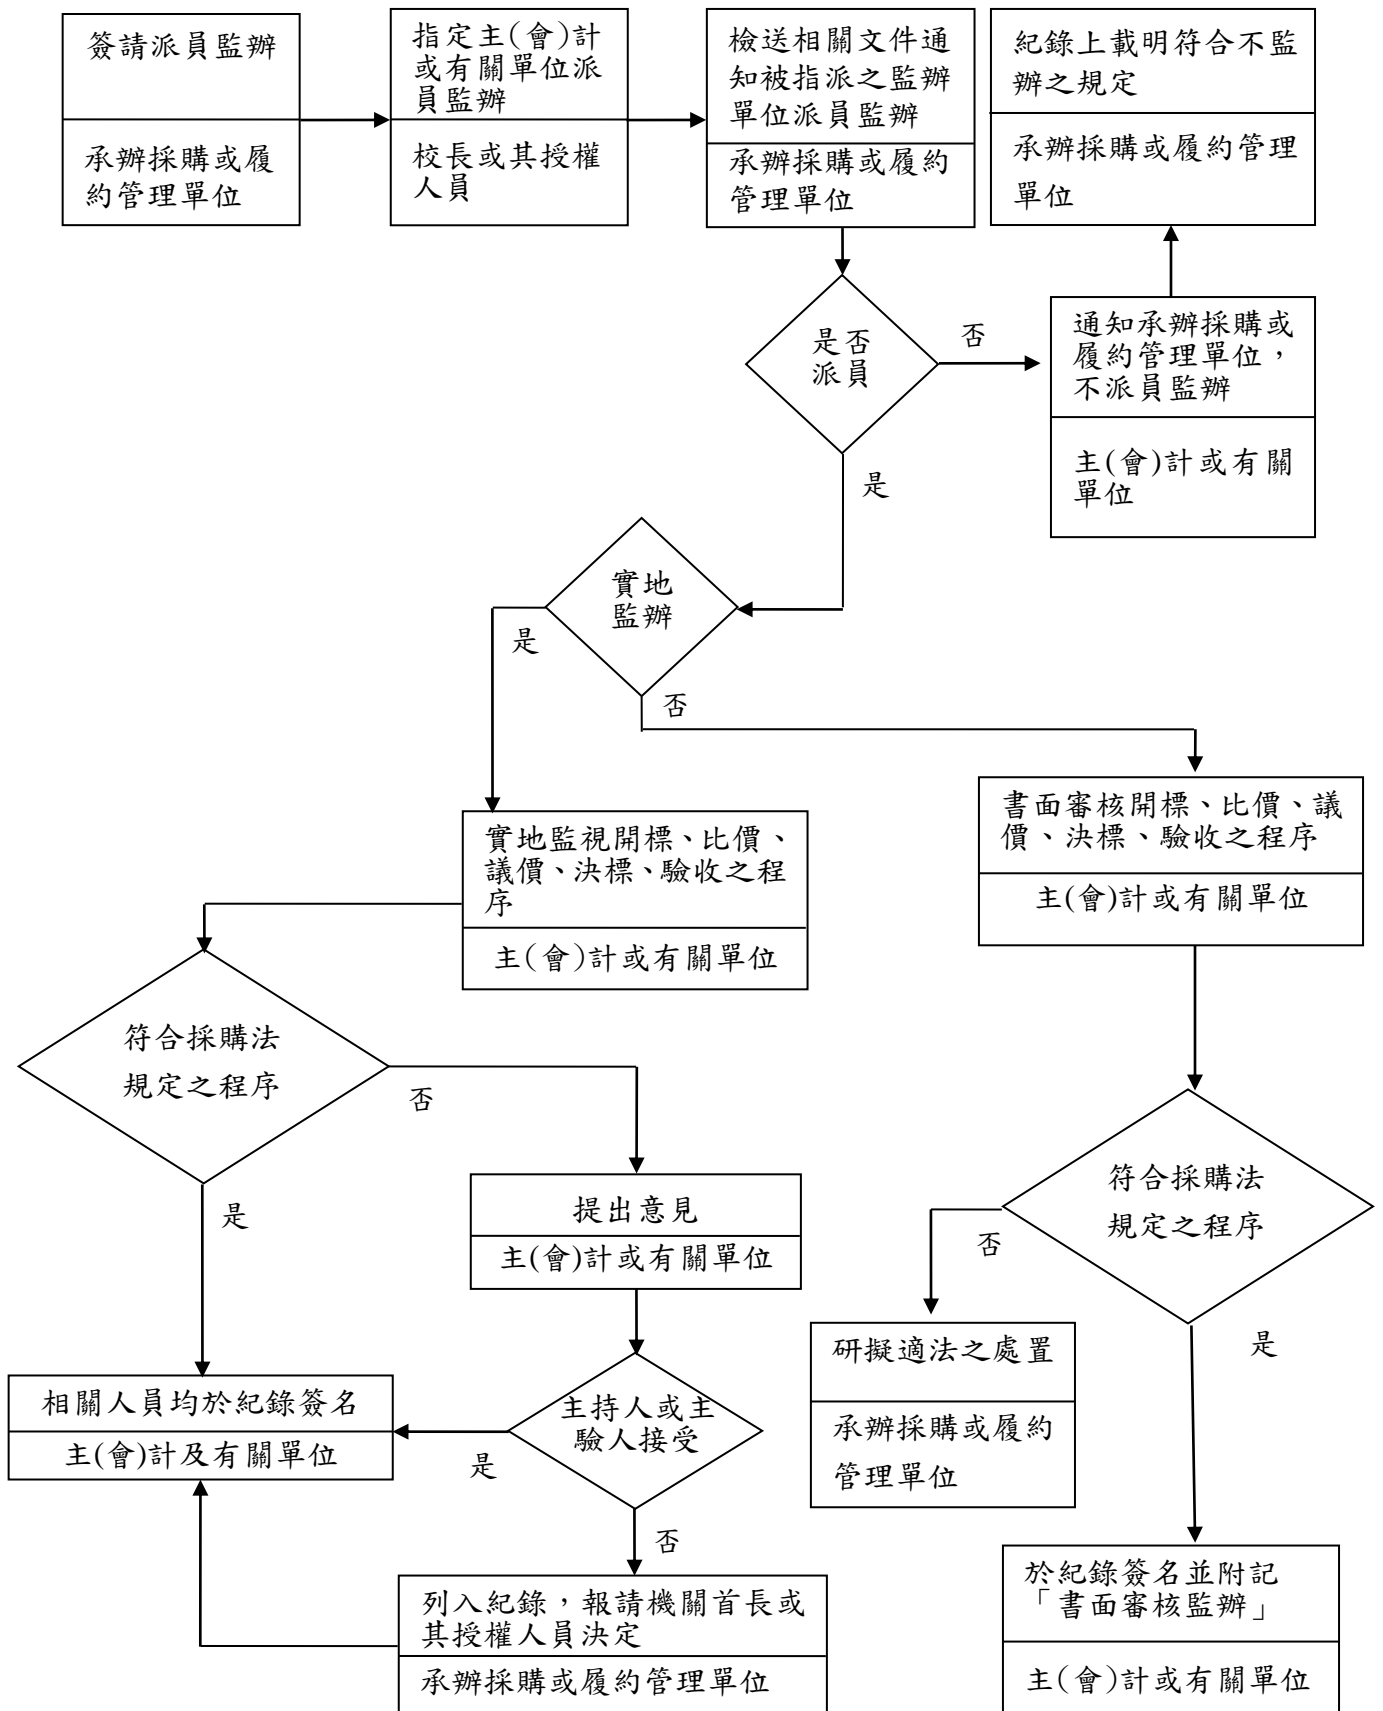 簽請派員監辦
承辦採購或履
約管理單位
指定主(會)計
或有關單位派
員監辦
校長或其授權
人員
檢送相關文件通
知被指派之監辦
單位派員監辦
承辦採購或履約
管理單位
紀錄上載明符合不監
辦之規定
承辦採購或履約管理
單位
是否
派員
否
通知承辦採購或
履約管理單位，
不派員監辦
主(會)計或有關
單位
是
實地
監辦
是
否
實地監視開標、比價、
議價、決標、驗收之程
序
主(會)計或有關單位
書面審核開標、比價、議
價、決標、驗收之程序
主(會)計或有關單位
符合採購法
規定之程序
否
是
提出意見
主(會)計或有關單位
符合採購法
規定之程序
否
是
研擬適法之處置
承辦採購或履約
管理單位
相關人員均於紀錄簽名
主(會)計及有關單位
主持人或主
驗人接受
是
否
列入紀錄，報請機關首長或
其授權人員決定
承辦採購或履約管理單位
於紀錄簽名並附記
「書面審核監辦」
主(會)計或有關單位